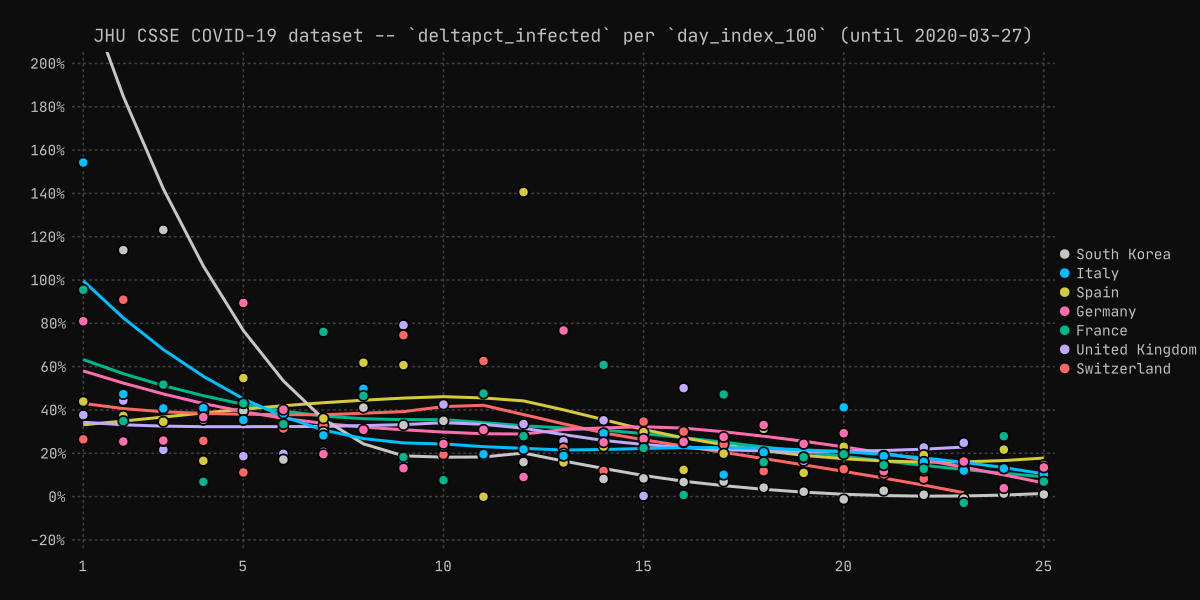 JHU CSSE COVID-19 dataset -- `deltapct_infected` per `day_index_100` (until 2020-03-27)
200%
180%
160%
140%
120%
100%
80%
60%
40%
20%
0%
-20%
1 5 10 15 20 25
South Korea
Italy
Spain
Germany
France
United Kingdom
Switzerland